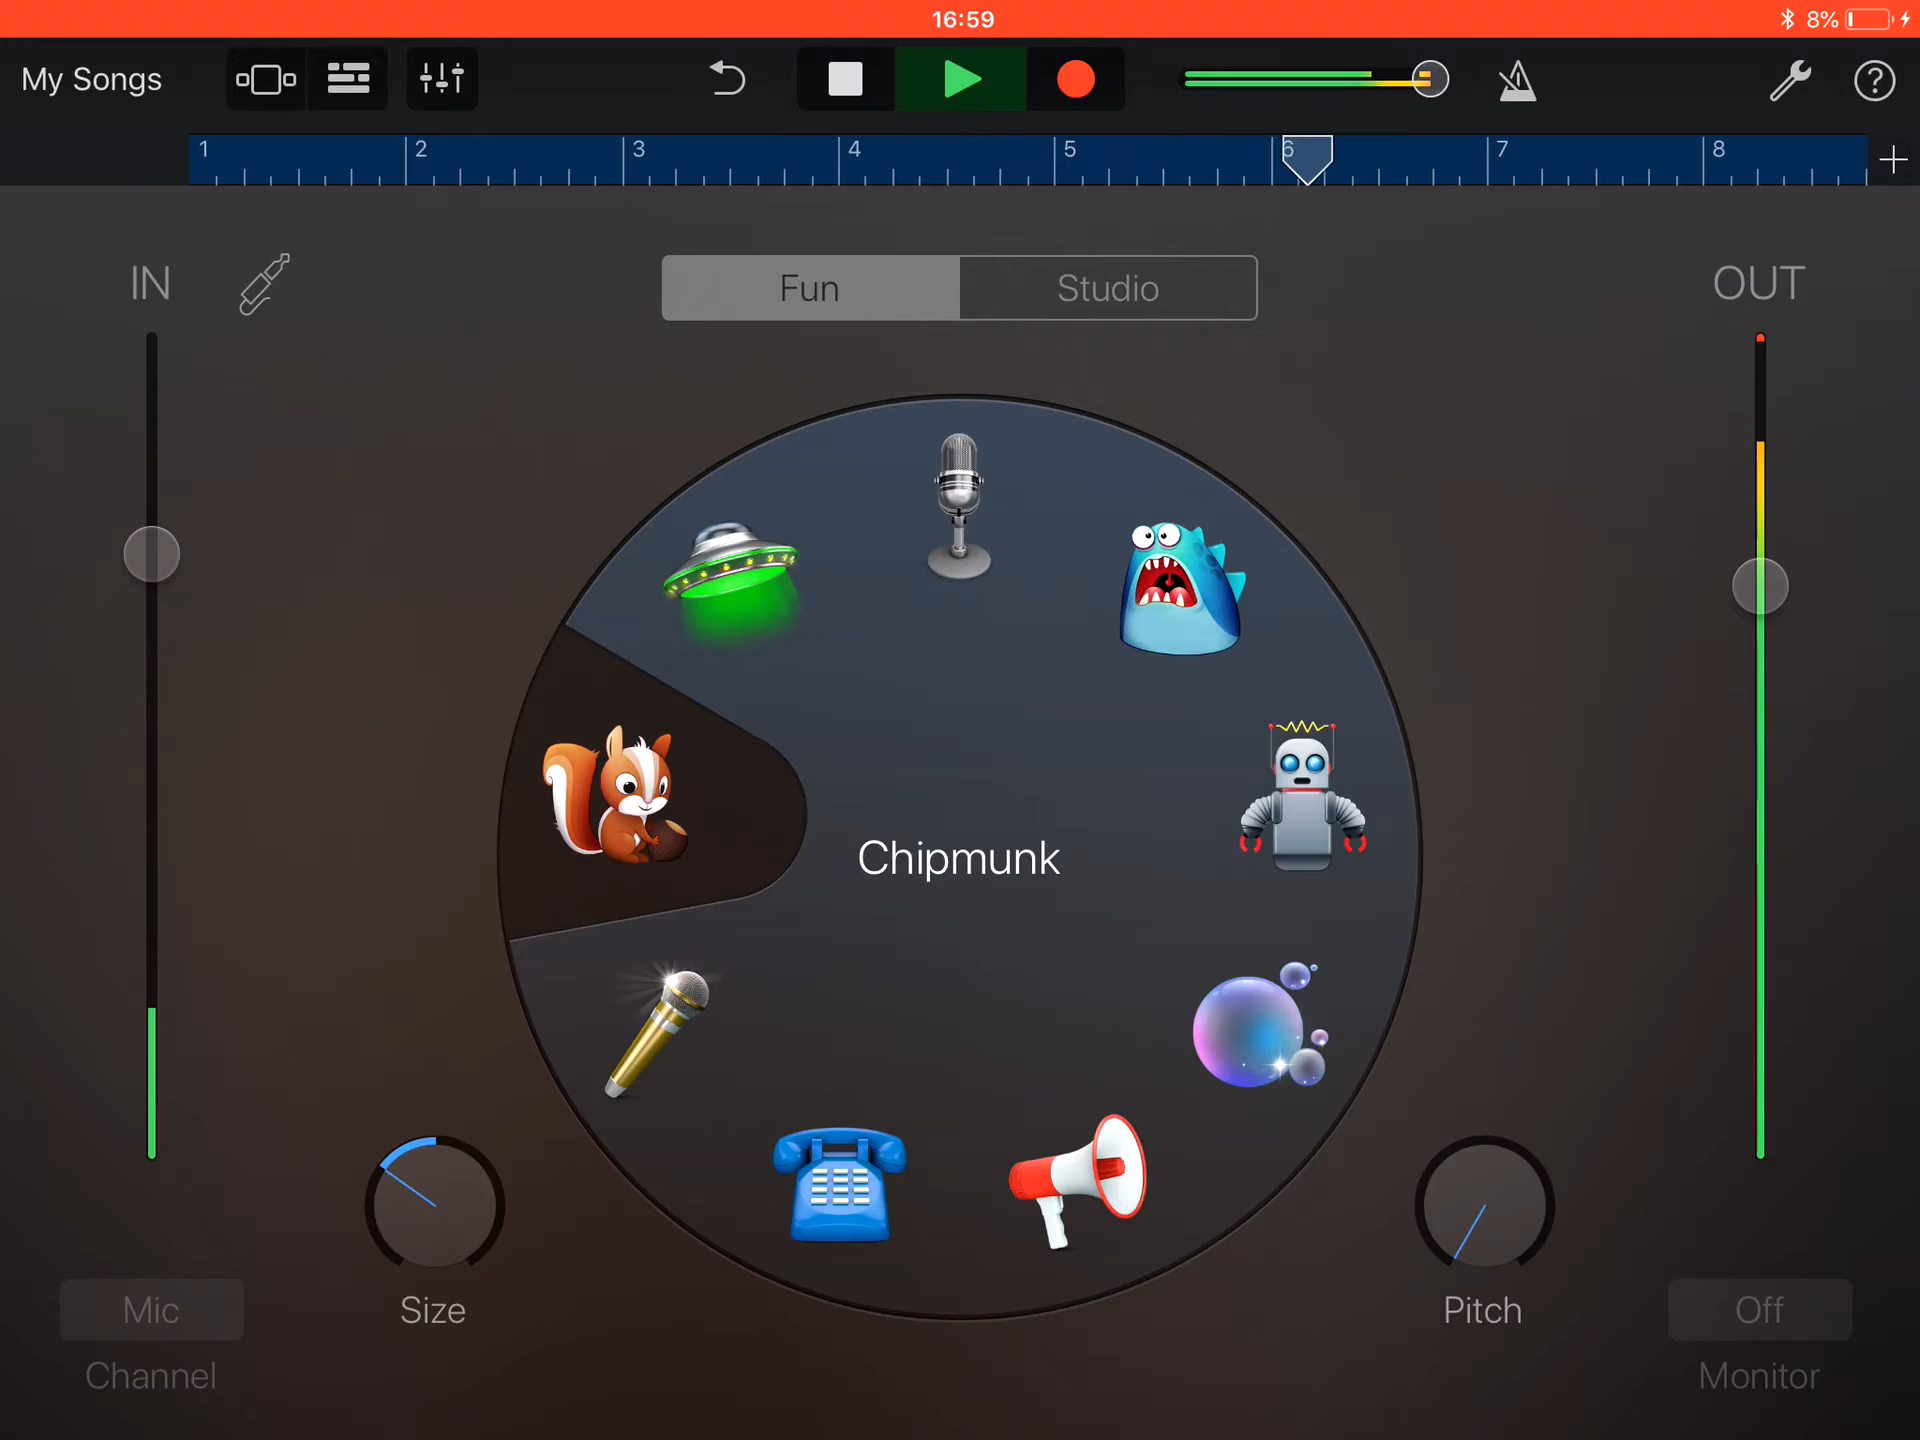 16:59
8%
My Songs
1 2 3 4 5 6 7 8
IN
Fun
Studio
OUT
Chipmunk
Size
Pitch
Mic
Off
Channel
Monitor